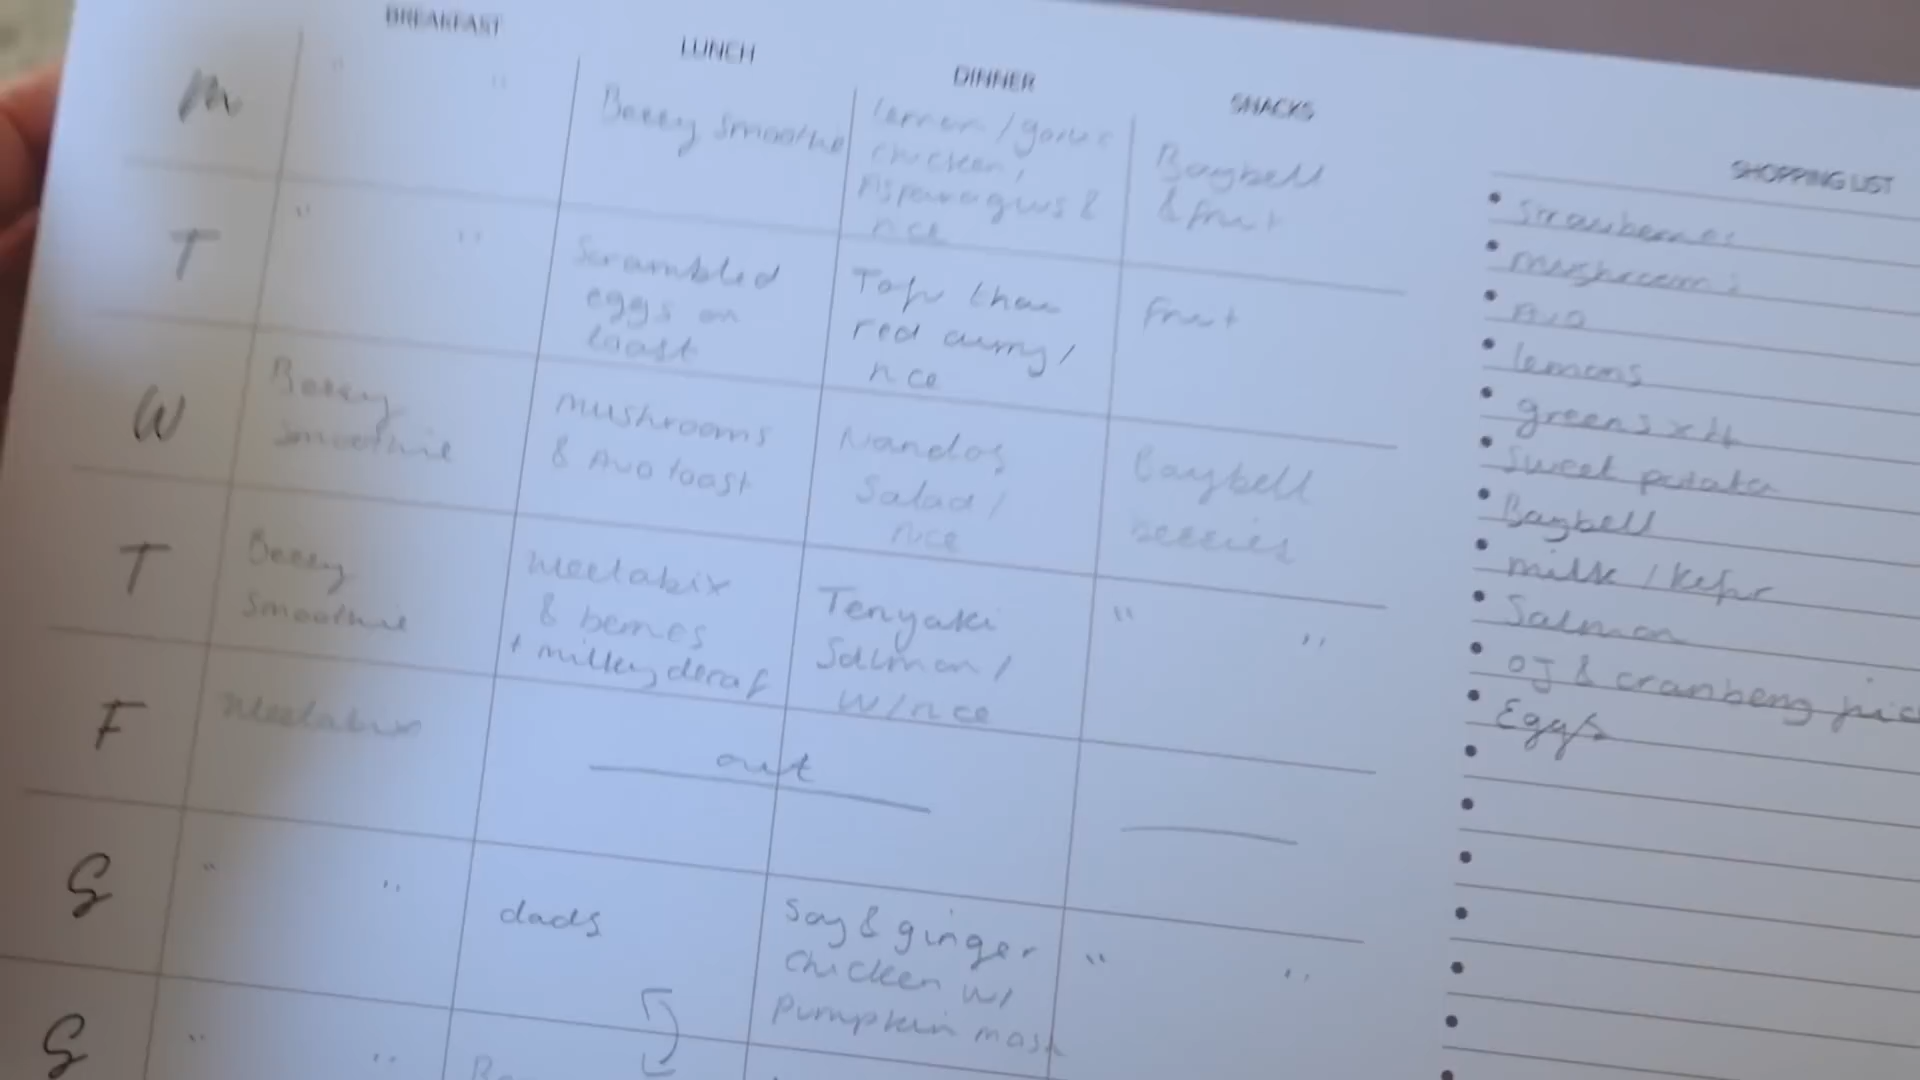 BREAKFAST LUNCH DINNER SNACKS
M " " Berry smoothie lemon / garlic chicken, Asparagus & rice Baybell & fruit
T " " Scrambled eggs on toast Tofu thai red curry / rice fruit
W Berry smoothie mushrooms & Avo toast Nandos Salad / rice Baybell berries
T Berry smoothie Weetabix & berries + milky decaf Teriyaki Salmon / w/ rice " "
F Weetabix out
S " " dads Soy & ginger chicken w/ pumpkin mash " "
S " "
SHOPPING LIST
• Strawberries
• mushrooms
• Avo
• lemons
• greens x 4
• Sweet potato
• Baybell
• milk / Kefir
• Salmon
• OJ & cranberry
• Eggs